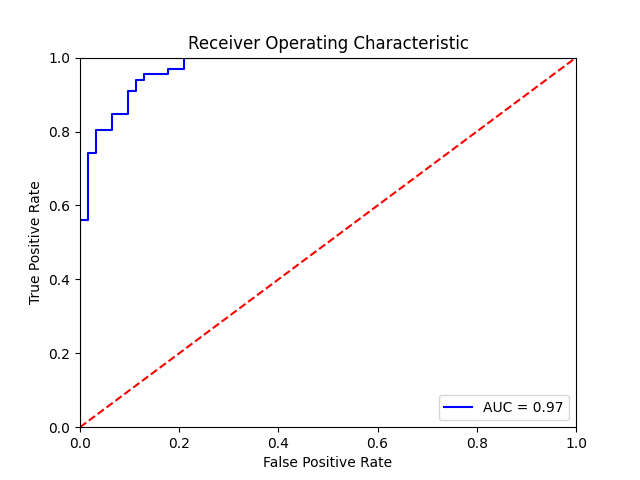 Receiver Operating Characteristic
1.0
0.8
0.6
0.4
0.2
0.0
True Positive Rate
AUC = 0.97
0.0 0.2 0.4 0.6 0.8 1.0
False Positive Rate